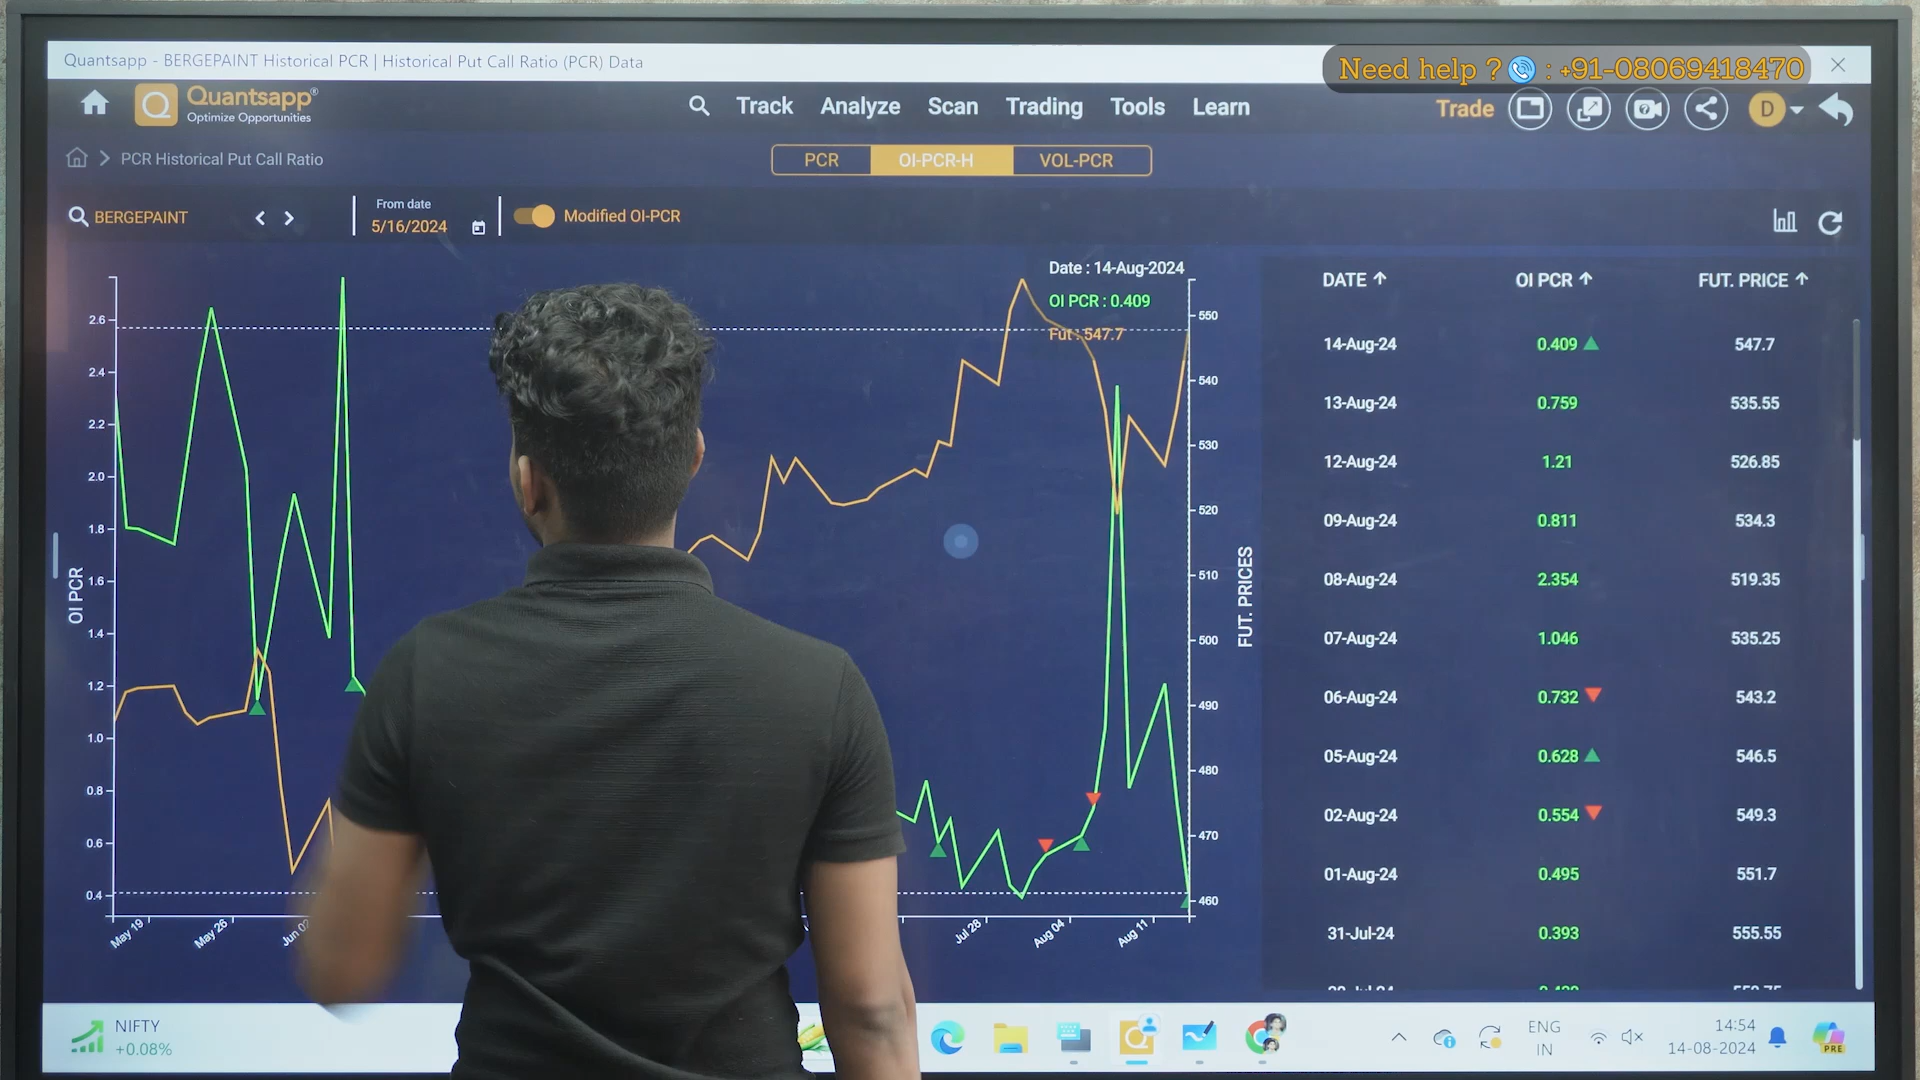 Quantsapp - BERGEPAINT Historical PCR | Historical Put Call Ratio (PCR) Data
Need help ? : +91-08069418470
Quantsapp®
Optimize Opportunities
Track Analyze Scan Trading Tools Learn
Trade
D
PCR Historical Put Call Ratio
PCR OI-PCR-H VOL-PCR
BERGEPAINT
From date
5/16/2024
Modified OI-PCR
Date : 14-Aug-2024
OI PCR : 0.409
Fut : 547.7
2.6
2.4
2.2
2.0
1.8
1.6
1.4
1.2
1.0
0.8
0.6
0.4
OI PCR
550
540
530
520
510
500
490
480
470
460
FUT. PRICES
May 19 May 26 Jun 02 Jul 28 Aug 04 Aug 11
DATE OI PCR FUT. PRICE
14-Aug-24 0.409 547.7
13-Aug-24 0.759 535.55
12-Aug-24 1.21 526.85
09-Aug-24 0.811 534.3
08-Aug-24 2.354 519.35
07-Aug-24 1.046 535.25
06-Aug-24 0.732 543.2
05-Aug-24 0.628 546.5
02-Aug-24 0.554 549.3
01-Aug-24 0.495 551.7
31-Jul-24 0.393 555.55
NIFTY
+0.08%
ENG
IN
14:54
14-08-2024
PRE